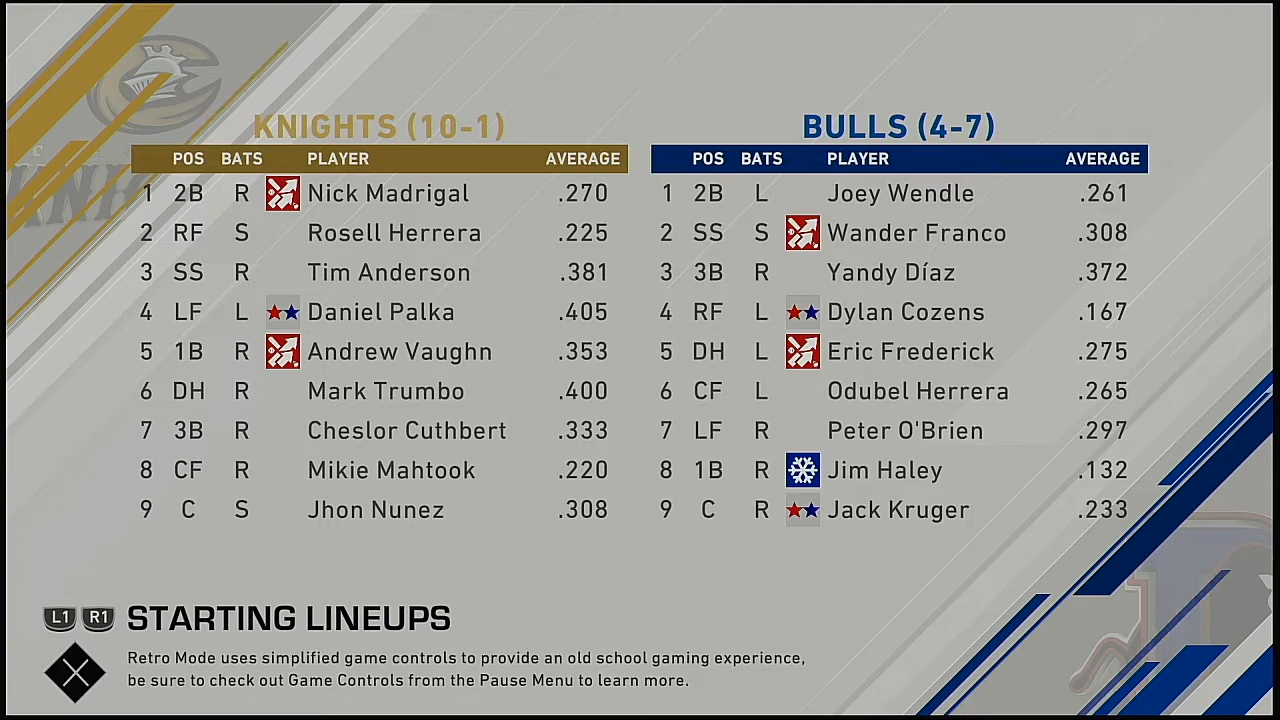 KNIGHTS (10-1)
POS BATS PLAYER AVERAGE
1 2B R Nick Madrigal .270
2 RF S Rosell Herrera .225
3 SS R Tim Anderson .381
4 LF L Daniel Palka .405
5 1B R Andrew Vaughn .353
6 DH R Mark Trumbo .400
7 3B R Cheslor Cuthbert .333
8 CF R Mikie Mahtook .220
9 C S Jhon Nunez .308
BULLS (4-7)
POS BATS PLAYER AVERAGE
1 2B L Joey Wendle .261
2 SS S Wander Franco .308
3 3B R Yandy Díaz .372
4 RF L Dylan Cozens .167
5 DH L Eric Frederick .275
6 CF L Odubel Herrera .265
7 LF R Peter O'Brien .297
8 1B R Jim Haley .132
9 C R Jack Kruger .233
L1 R1 STARTING LINEUPS
Retro Mode uses simplified game controls to provide an old school gaming experience,
be sure to check out Game Controls from the Pause Menu to learn more.